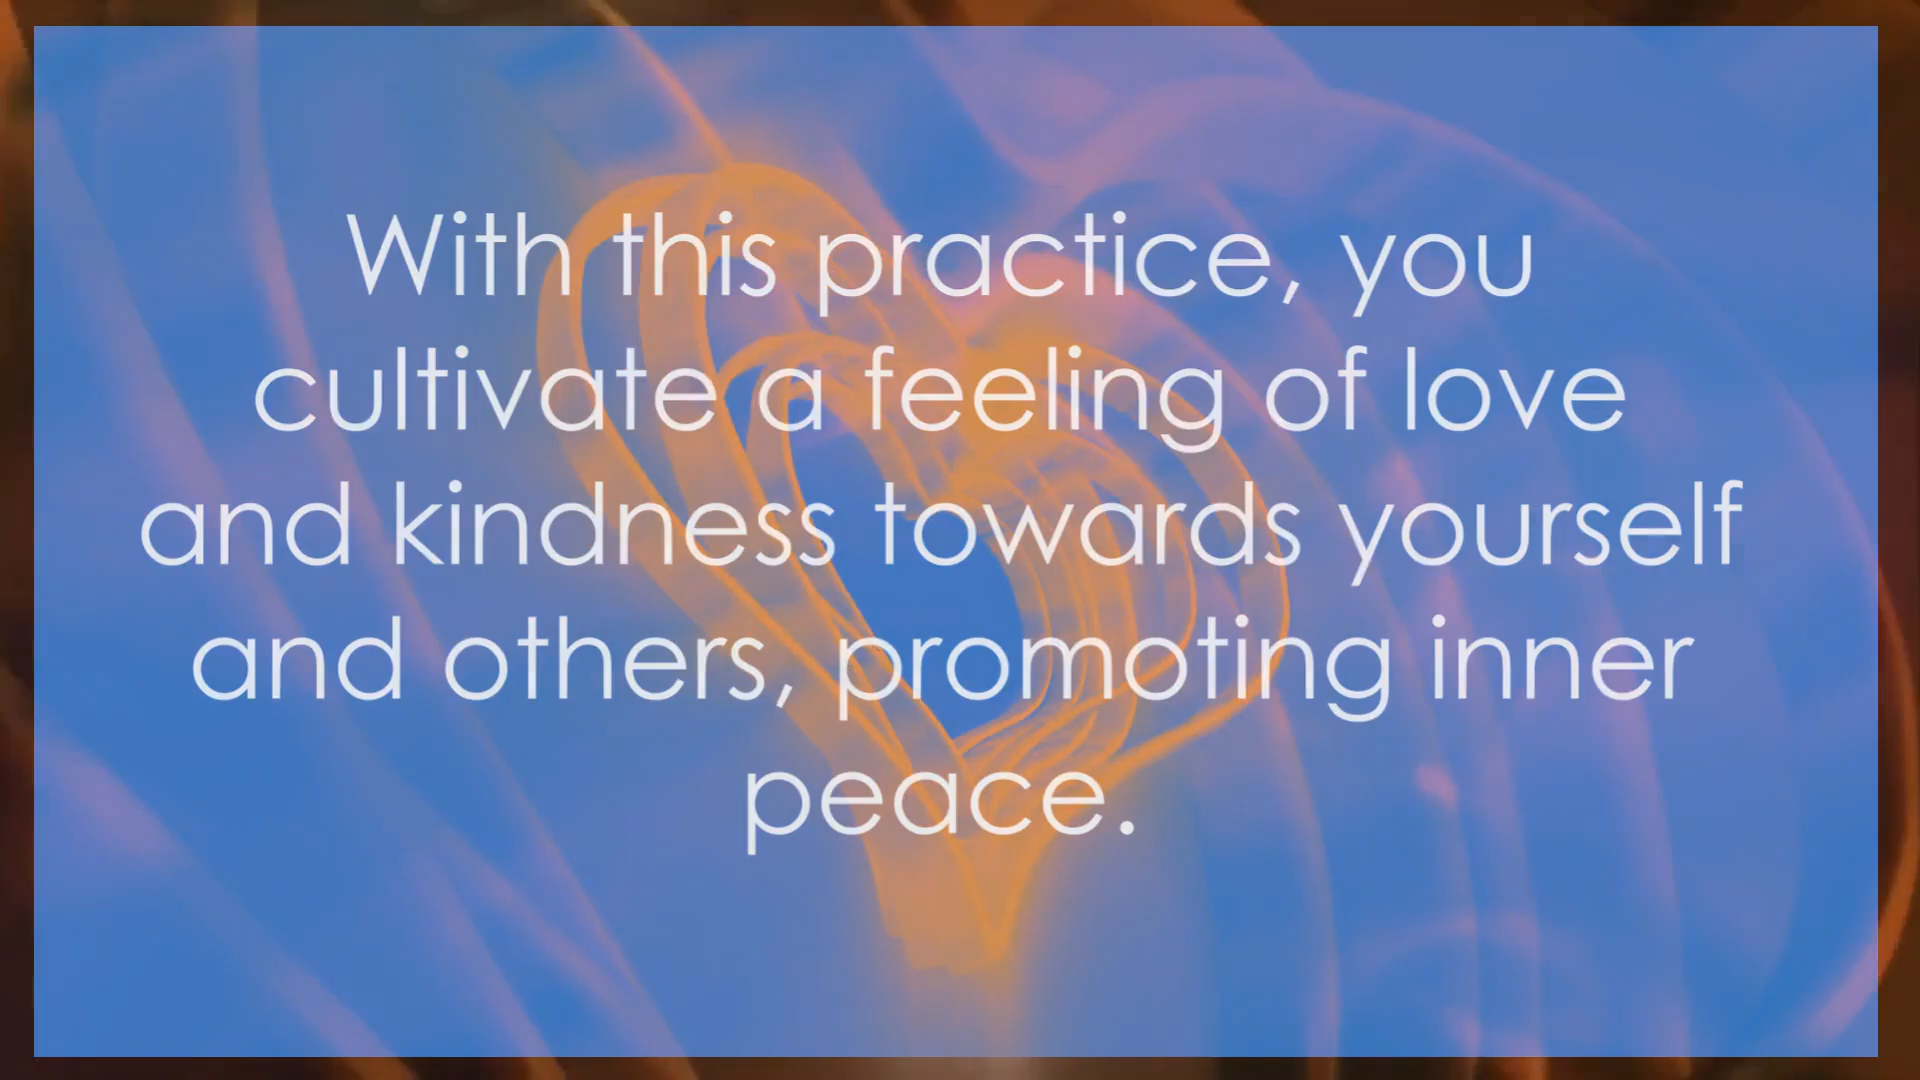 With this practice, you
cultivate a feeling of love
and kindness towards yourself
and others, promoting inner
peace.